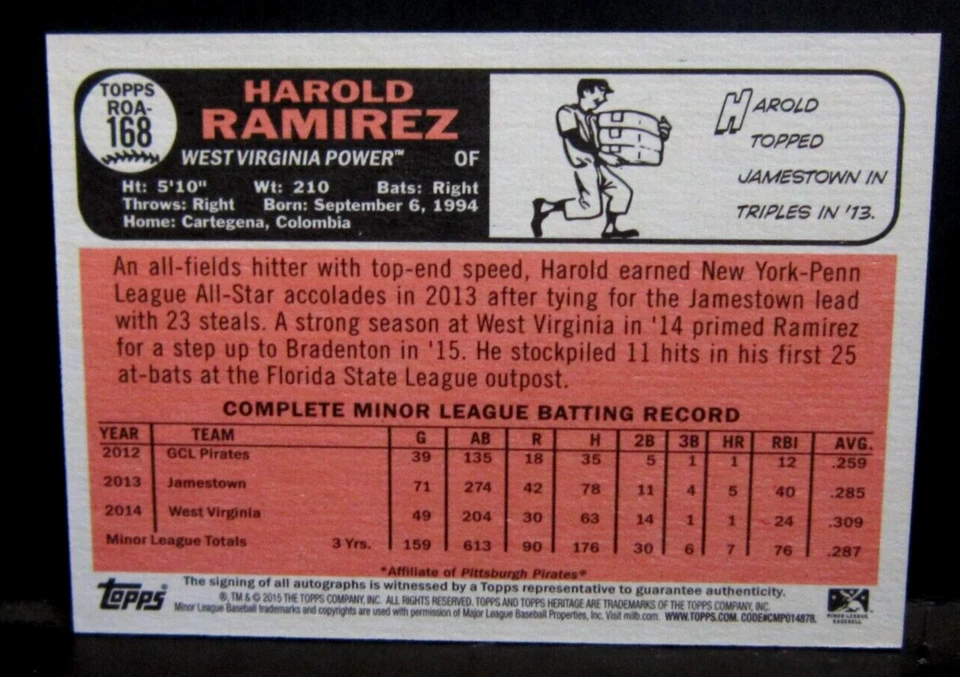 TOPPS
ROA-
168
HAROLD
RAMIREZ
WEST VIRGINIA POWER™ OF
Ht: 5'10" Wt: 210 Bats: Right
Throws: Right Born: September 6, 1994
Home: Cartegena, Colombia
HAROLD
TOPPED
JAMESTOWN IN
TRIPLES IN '13.
An all-fields hitter with top-end speed, Harold earned New York-Penn
League All-Star accolades in 2013 after tying for the Jamestown lead
with 23 steals. A strong season at West Virginia in '14 primed Ramirez
for a step up to Bradenton in '15. He stockpiled 11 hits in his first 25
at-bats at the Florida State League outpost.
COMPLETE MINOR LEAGUE BATTING RECORD
YEAR TEAM G AB R H 2B 3B HR RBI AVG.
2012 GCL Pirates 39 135 18 35 5 1 1 12 .259
2013 Jamestown 71 274 42 78 11 4 5 40 .285
2014 West Virginia 49 204 30 63 14 1 1 24 .309
Minor League Totals 3 Yrs. 159 613 90 176 30 6 7 76 .287
*Affiliate of Pittsburgh Pirates*
Topps
The signing of all autographs is witnessed by a Topps representative to guarantee authenticity.
®, TM & © 2015 THE TOPPS COMPANY, INC. ALL RIGHTS RESERVED. TOPPS AND TOPPS HERITAGE ARE TRADEMARKS OF THE TOPPS COMPANY, INC.
Minor League Baseball trademarks and copyrights are used with permission of Major League Baseball Properties, Inc. Visit milb.com. WWW.TOPPS.COM. CODE#CMP014878.
MINOR LEAGUE
BASEBALL